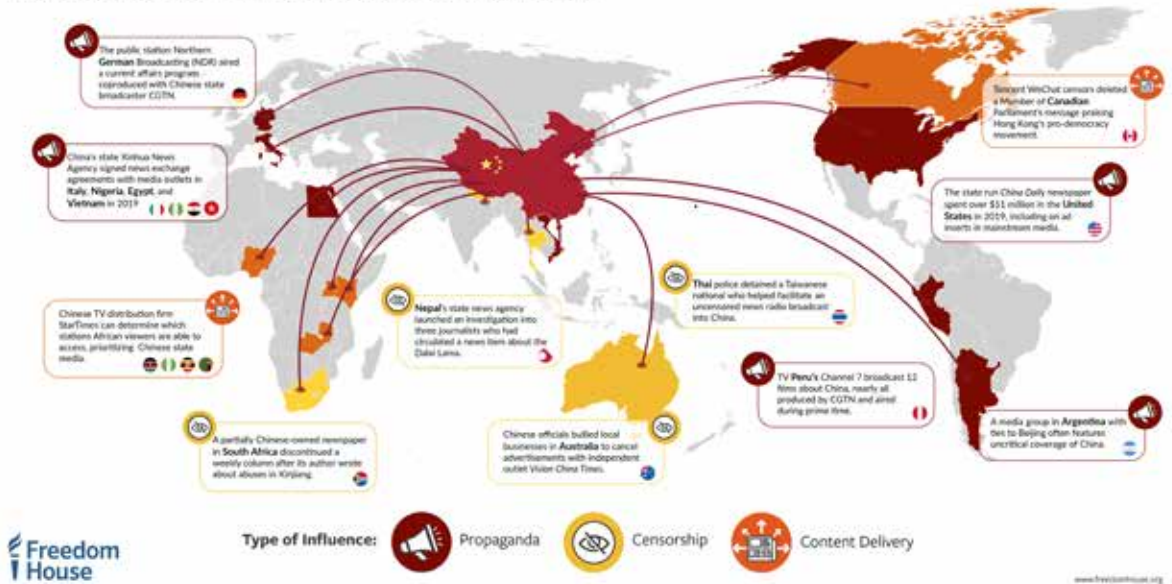 The public station Northern
German Broadcasting (NDR) aired
a current affairs program
coproduced with Chinese state
broadcaster CGTN.
China's state Xinhua News
Agency signed news exchange
agreements with media outlets in
Italy, Nigeria, Egypt, and
Vietnam in 2019
Chinese TV distribution firm
StarTimes can determine which
stations African viewers are able to
access, prioritizing Chinese state
media.
A partially Chinese-owned newspaper
in South Africa discontinued a
weekly column after its author wrote
about abuses in Xinjiang.
Nepal's state news agency
launched an investigation into
three journalists who had
circulated a news item about the
Dalai Lama.
Chinese officials bullied local
businesses in Australia to cancel
advertisements with independent
outlet Vision China Times.
Thai police detained a Taiwanese
national who helped facilitate an
uncensored news radio broadcast
into China.
TV Peru's Channel 7 broadcast 12
films about China, nearly all
produced by CGTN and aired
during prime time.
Tencent WeChat censors deleted
a Member of Canadian
Parliament's message praising
Hong Kong's pro-democracy
movement.
The state run China Daily newspaper
spent over $11 million in the United
States in 2019, including on ad
inserts in mainstream media.
A media group in Argentina with
ties to Beijing often features
uncritical coverage of China.
Type of Influence:
Propaganda
Censorship
Content Delivery
Freedom
House
www.freedomhouse.org